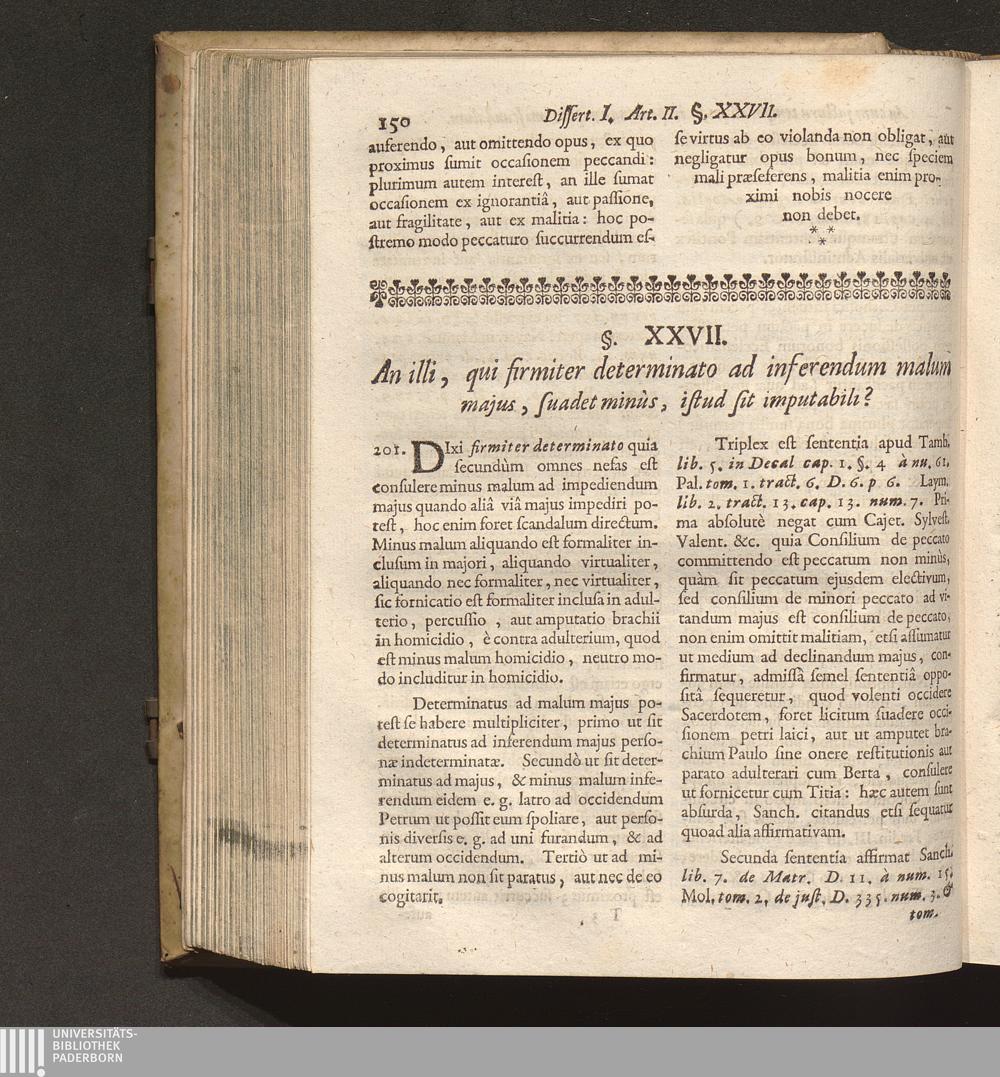 150
Dissert. I. Art. II. §. XXVII.
auferendo, aut omittendo opus, ex quo
proximus sumit occasionem peccandi:
plurimum autem interest, an ille sumat
occasionem ex ignorantiâ, aut passione,
aut fragilitate, aut ex malitia: hoc po-
stremo modo peccaturo succurrendum es-
se virtus ab eo violanda non obligat, aut
negligatur opus bonum, nec speciem
mali præseferens, malitia enim pro-
ximi nobis nocere
non debet.
* *
*
§. XXVII.
An illi, qui firmiter determinato ad inferendum malum
majus, suadet minùs, istud sit imputabili?
201. DIxi firmiter determinato quia
secundùm omnes nefas est
consulere minus malum ad impediendum
majus quando aliâ viâ majus impediri po-
test, hoc enim foret scandalum directum.
Minus malum aliquando est formaliter in-
clusum in majori, aliquando virtualiter,
aliquando nec formaliter, nec virtualiter,
sic fornicatio est formaliter inclusa in adul-
terio, percussio , aut amputatio brachii
in homicidio, è contra adulterium, quod
est minus malum homicidio, neutro mo-
do includitur in homicidio.
Determinatus ad malum majus po-
test se habere multipliciter, primo ut sit
determinatus ad inferendum majus perso-
næ indeterminatæ. Secundò ut sit deter-
minatus ad majus, & minus malum infe-
rendum eidem e. g. latro ad occidendum
Petrum ut possit eum spoliare, aut perso-
nis diversis e. g. ad uni furandum, & ad
alterum occidendum. Tertiò ut ad mi-
nus malum non sit paratus, aut nec de eo
cogitarit.
Triplex est sententia apud Tamb.
lib. 5. in Decal cap. 1. §. 4 à nu. 61.
Pal. tom. 1. tract. 6. D. 6. p 6. Laym.
lib. 2. tract. 13. cap. 13. num. 7. Pri-
ma absolutè negat cum Cajet. Sylvest.
Valent. &c. quia Consilium de peccato
committendo est peccatum non minùs,
quàm sit peccatum ejusdem electivum,
sed consilium de minori peccato ad vi-
tandum majus est consilium de peccato,
non enim omittit malitiam, etsi assumatur
ut medium ad declinandum majus, con-
firmatur, admissâ semel sententiâ oppo-
sitâ sequeretur, quod volenti occidere
Sacerdotem, foret licitum suadere occi-
sionem petri laici, aut ut amputet bra-
chium Paulo sine onere restitutionis aut
parato adulterari cum Berta, consulere
ut fornicetur cum Titia: hæc autem sunt
absurda, Sanch. citandus etsi sequatur
quoad alia affirmativam.
Secunda sententia affirmat Sanch.
lib. 7. de Matr. D. 11. à num. 15.
Mol. tom. 2. de just. D. 335. num. 3. &
tom.
UNIVERSITÄTS-
BIBLIOTHEK
PADERBORN